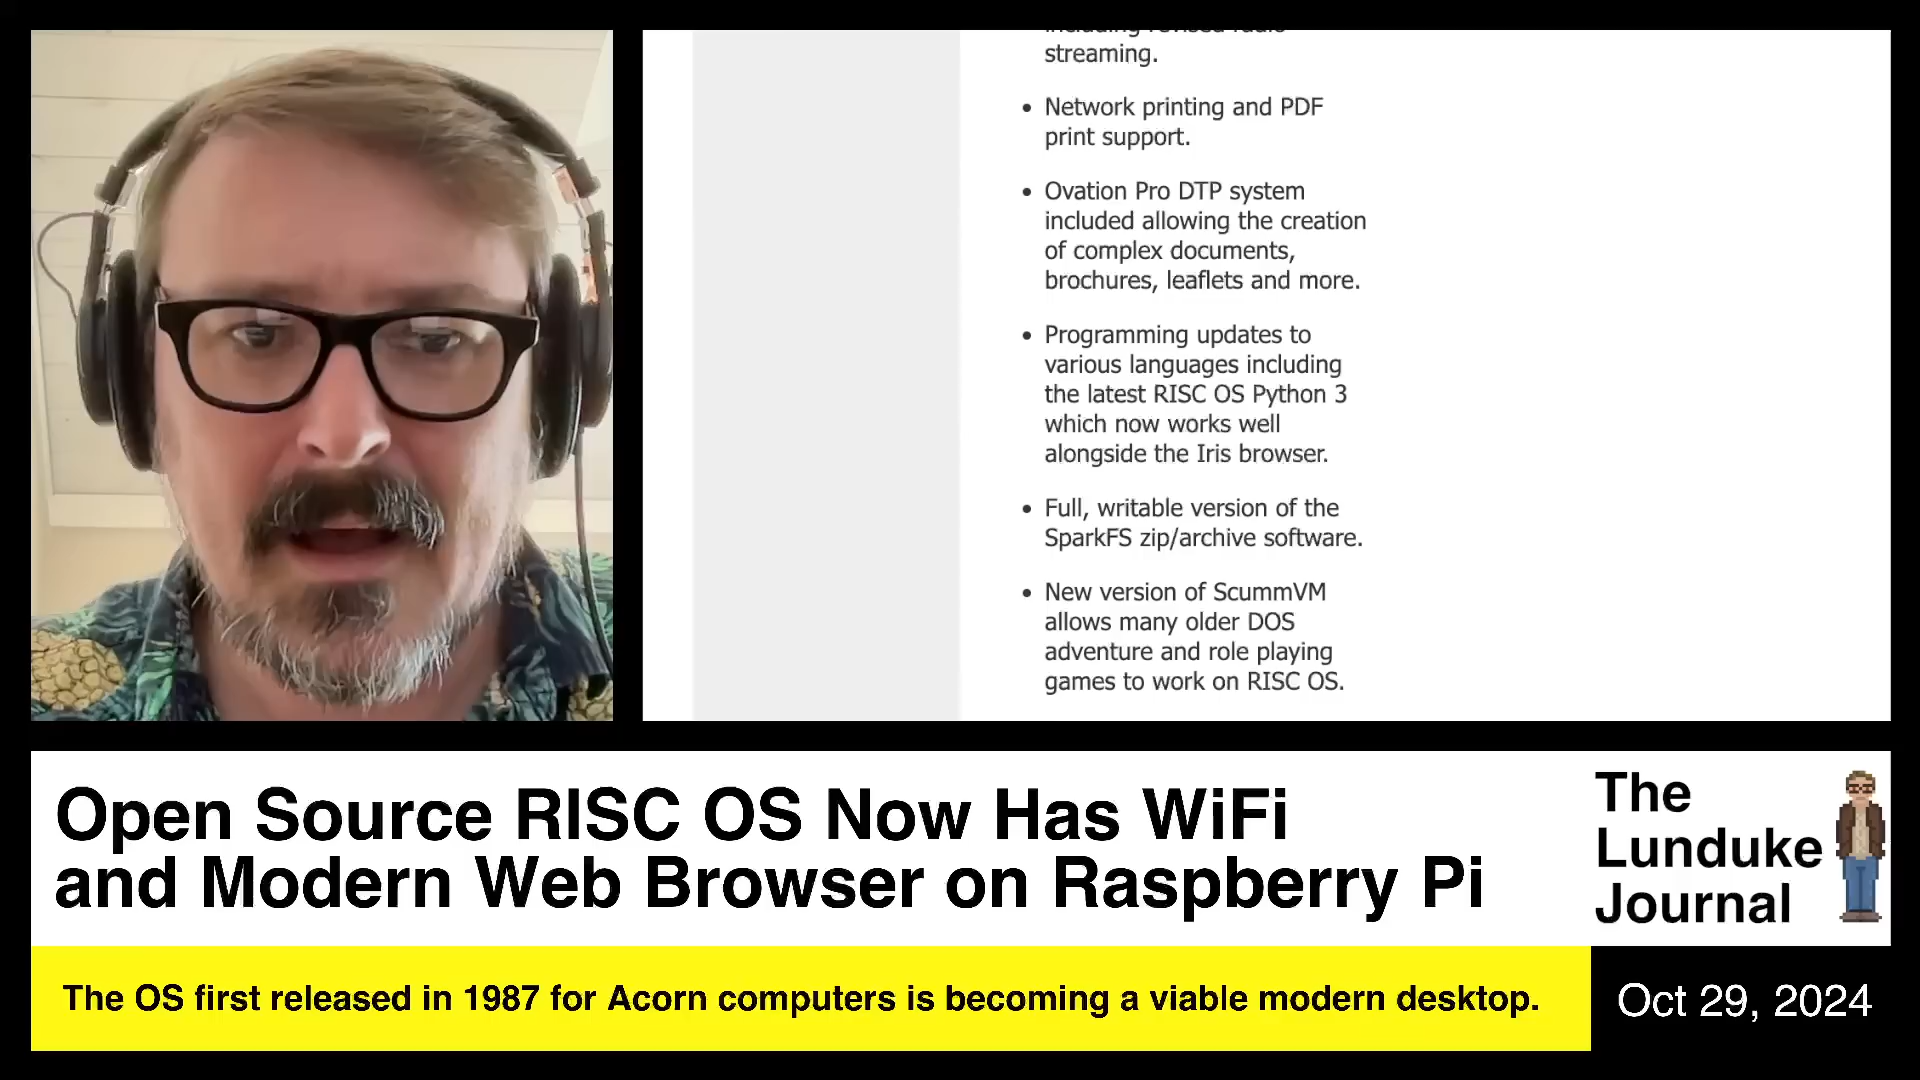 including revised radio
streaming.
Network printing and PDF
print support.
Ovation Pro DTP system
included allowing the creation
of complex documents,
brochures, leaflets and more.
Programming updates to
various languages including
the latest RISC OS Python 3
which now works well
alongside the Iris browser.
Full, writable version of the
SparkFS zip/archive software.
New version of ScummVM
allows many older DOS
adventure and role playing
games to work on RISC OS.
Open Source RISC OS Now Has WiFi
and Modern Web Browser on Raspberry Pi
The
Lunduke
Journal
The OS first released in 1987 for Acorn computers is becoming a viable modern desktop.
Oct 29, 2024